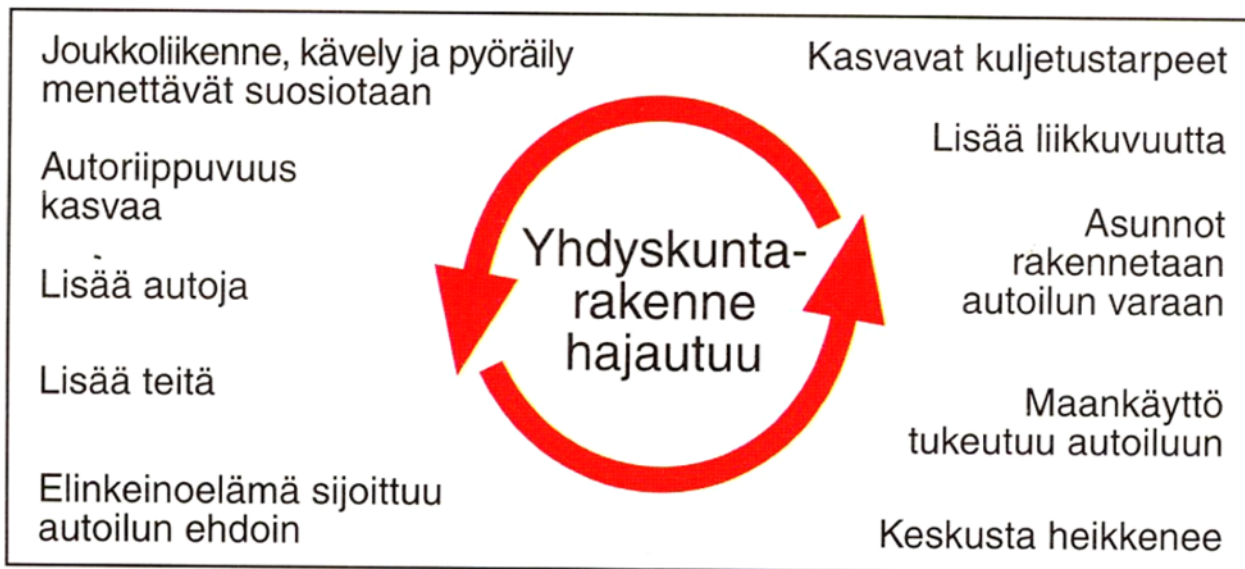 Joukkoliikenne, kävely ja pyöräily
menettävät suosiotaan
Autoriippuvuus
kasvaa
Lisää autoja
Lisää teitä
Elinkeinoelämä sijoittuu
autoilun ehdoin
Yhdyskunta-
rakenne
hajautuu
Kasvavat kuljetustarpeet
Lisää liikkuvuutta
Asunnot
rakennetaan
autoilun varaan
Maankäyttö
tukeutuu autoiluun
Keskusta heikkenee